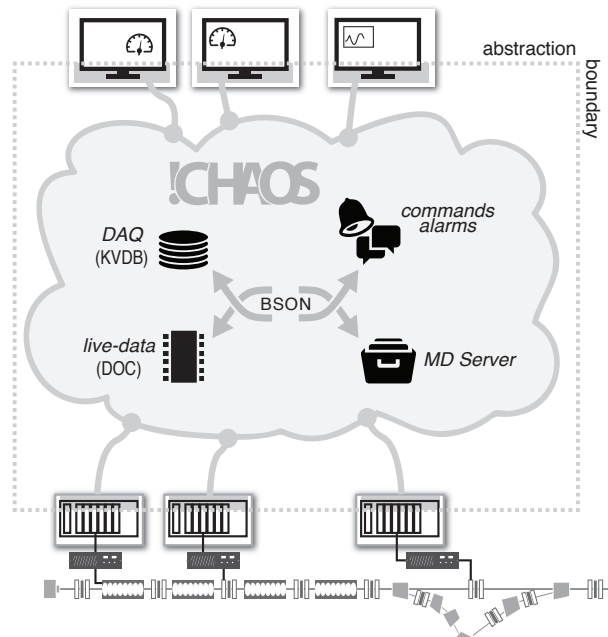 abstraction
boundary
!CHAOS
DAQ
(KVDB)
commands
alarms
BSON
live-data
(DOC)
MD Server